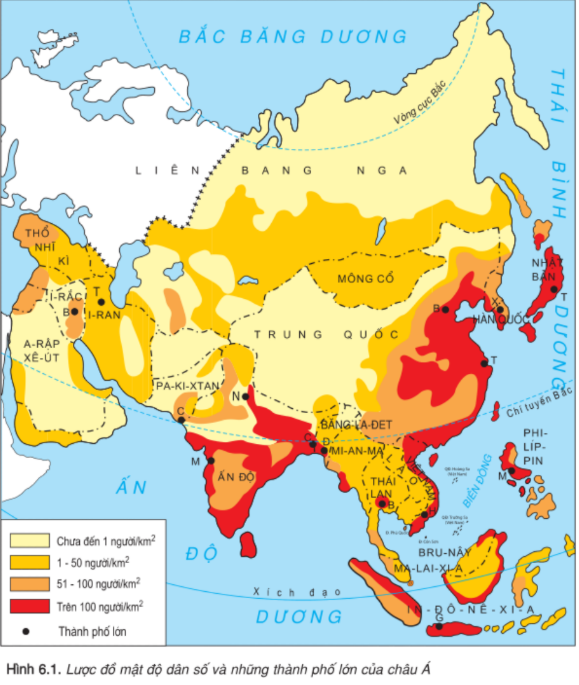 BẮC BĂNG DƯƠNG
Vòng cực Bắc
THÁI BÌNH DƯƠNG
LIÊN BANG NGA
THỔ
NHĨ
KÌ
MÔNG CỔ
NHẬT
BẢN
T
I-RẮC
T
B
I-RAN
B
X
HÀN QUỐC
TRUNG QUỐC
A-RẬP
XÊ-ÚT
T
PA-KI-XTAN
N
Chí tuyến Bắc
C
BĂNG-LA-ĐET
C
Đ
MI-AN-MA
PHI-
LIP-
PIN
M
ẤN ĐỘ
LÀO
VIỆT NAM
BIỂN ĐÔNG
M
ẤN
THÁI
LAN
B
H
Chưa đến 1 người/km²
1 - 50 người/km²
51 - 100 người/km²
Trên 100 người/km²
Thành phố lớn
ĐỘ
BRU-NÂY
MA-LAI-XI-A
Xích đạo
IN-ĐÔ-NÊ-XI-A
G
DƯƠNG
Hình 6.1. Lược đồ mật độ dân số và những thành phố lớn của châu Á